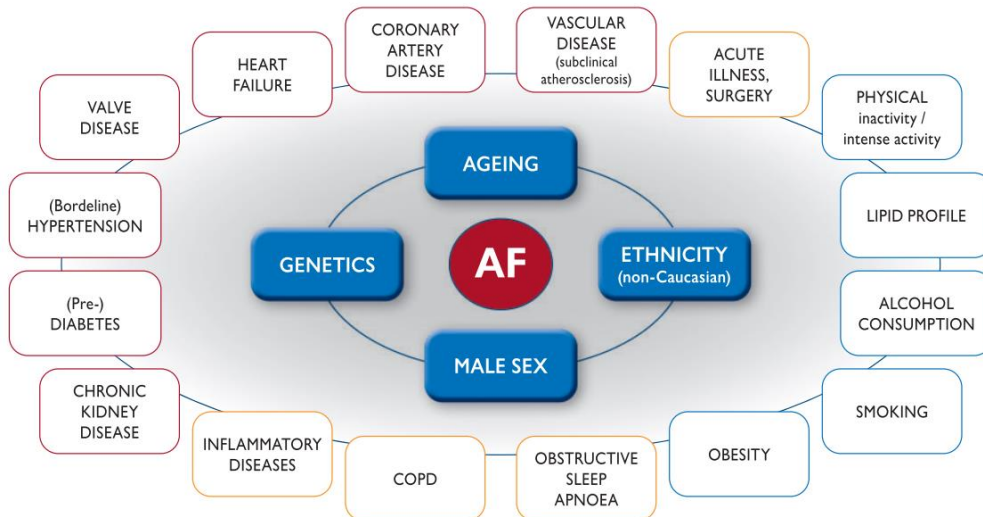 CORONARY
ARTERY
DISEASE
VASCULAR
DISEASE
(subclinical
atherosclerosis)
HEART
FAILURE
ACUTE
ILLNESS,
SURGERY
VALVE
DISEASE
PHYSICAL
inactivity /
intense activity
AGEING
(Bordeline)
HYPERTENSION
LIPID PROFILE
GENETICS
AF
ETHNICITY
(non-Caucasian)
(Pre-)
DIABETES
ALCOHOL
CONSUMPTION
MALE SEX
CHRONIC
KIDNEY
DISEASE
SMOKING
INFLAMMATORY
DISEASES
COPD
OBSTRUCTIVE
SLEEP
APNOEA
OBESITY